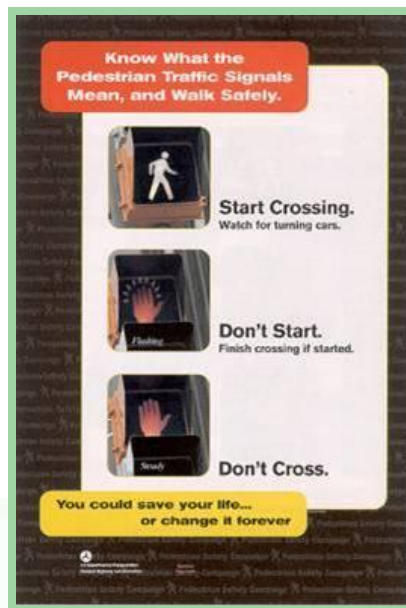 Know What the
Pedestrian Traffic Signals
Mean, and Walk Safely.
Start Crossing.
Watch for turning cars.
Flashing
Don't Start.
Finish crossing if started.
Steady
Don't Cross.
You could save your life...
or change it forever